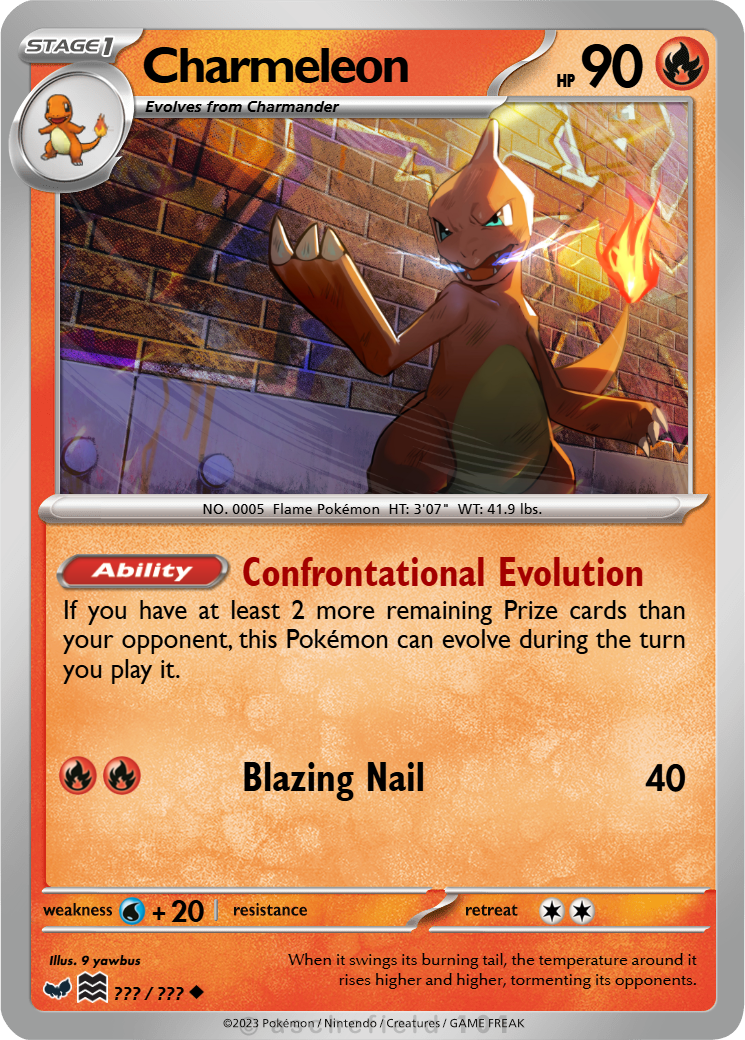 STAGE1
Charmeleon
HP 90
Evolves from Charmander
NO. 0005 Flame Pokémon HT: 3'07" WT: 41.9 lbs.
Ability Confrontational Evolution
If you have at least 2 more remaining Prize cards than
your opponent, this Pokémon can evolve during the turn
you play it.
Blazing Nail 40
weakness + 20 resistance retreat
Illus. 9 yawbus
When it swings its burning tail, the temperature around it
rises higher and higher, tormenting its opponents.
??? / ???
©2023 Pokémon / Nintendo / Creatures / GAME FREAK